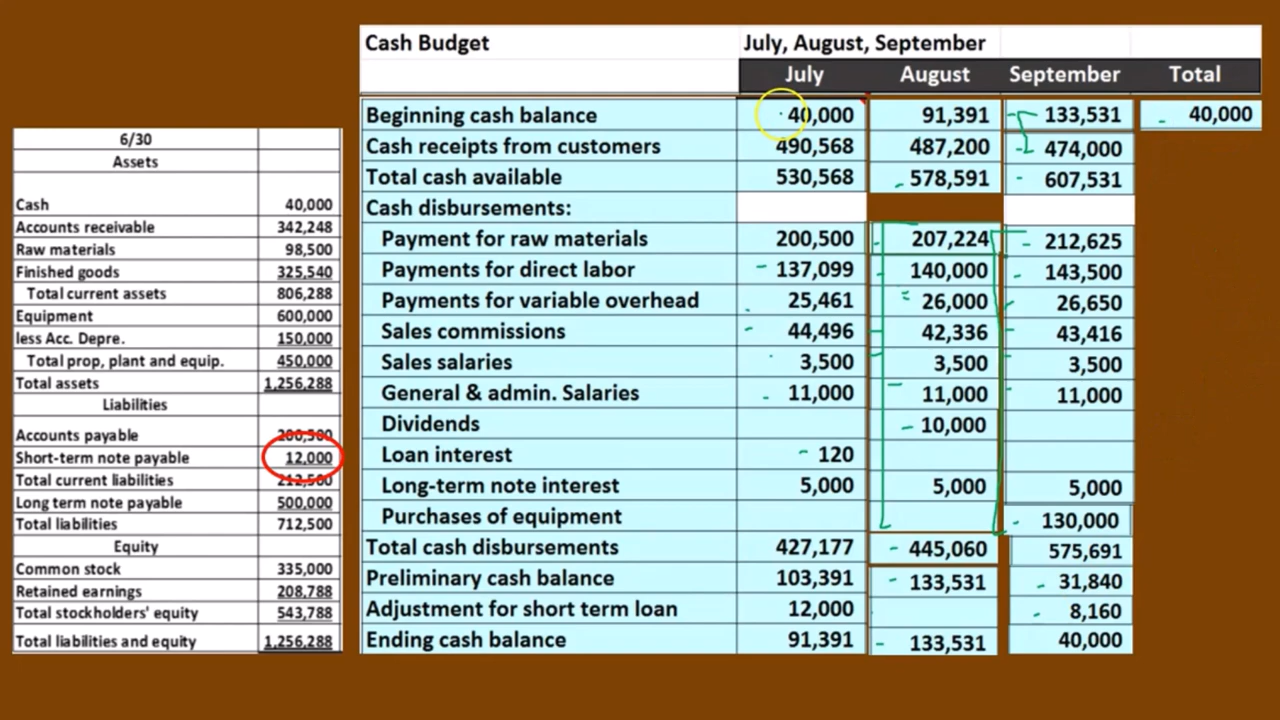 Cash Budget July, August, September
July August September Total
Beginning cash balance 40,000 91,391 133,531 40,000
Cash receipts from customers 490,568 487,200 474,000
Total cash available 530,568 578,591 607,531
Cash disbursements:
Payment for raw materials 200,500 207,224 212,625
Payments for direct labor 137,099 140,000 143,500
Payments for variable overhead 25,461 26,000 26,650
Sales commissions 44,496 42,336 43,416
Sales salaries 3,500 3,500 3,500
General & admin. Salaries 11,000 11,000 11,000
Dividends 10,000
Loan interest 120
Long-term note interest 5,000 5,000 5,000
Purchases of equipment 130,000
Total cash disbursements 427,177 445,060 575,691
Preliminary cash balance 103,391 133,531 31,840
Adjustment for short term loan 12,000 8,160
Ending cash balance 91,391 133,531 40,000
6/30
Assets
Cash 40,000
Accounts receivable 342,248
Raw materials 98,500
Finished goods 325,540
Total current assets 806,288
Equipment 600,000
less Acc. Depre. 150,000
Total prop, plant and equip. 450,000
Total assets 1,256,288
Liabilities
Accounts payable 200,500
Short-term note payable 12,000
Total current liabilities 212,500
Long term note payable 500,000
Total liabilities 712,500
Equity
Common stock 335,000
Retained earnings 208,788
Total stockholders' equity 543,788
Total liabilities and equity 1,256,288